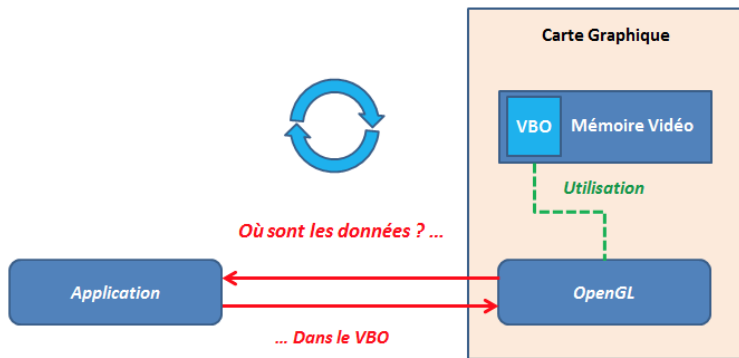 Carte Graphique
VBO
Mémoire Vidéo
Utilisation
Où sont les données ? ...
Application
OpenGL
... Dans le VBO